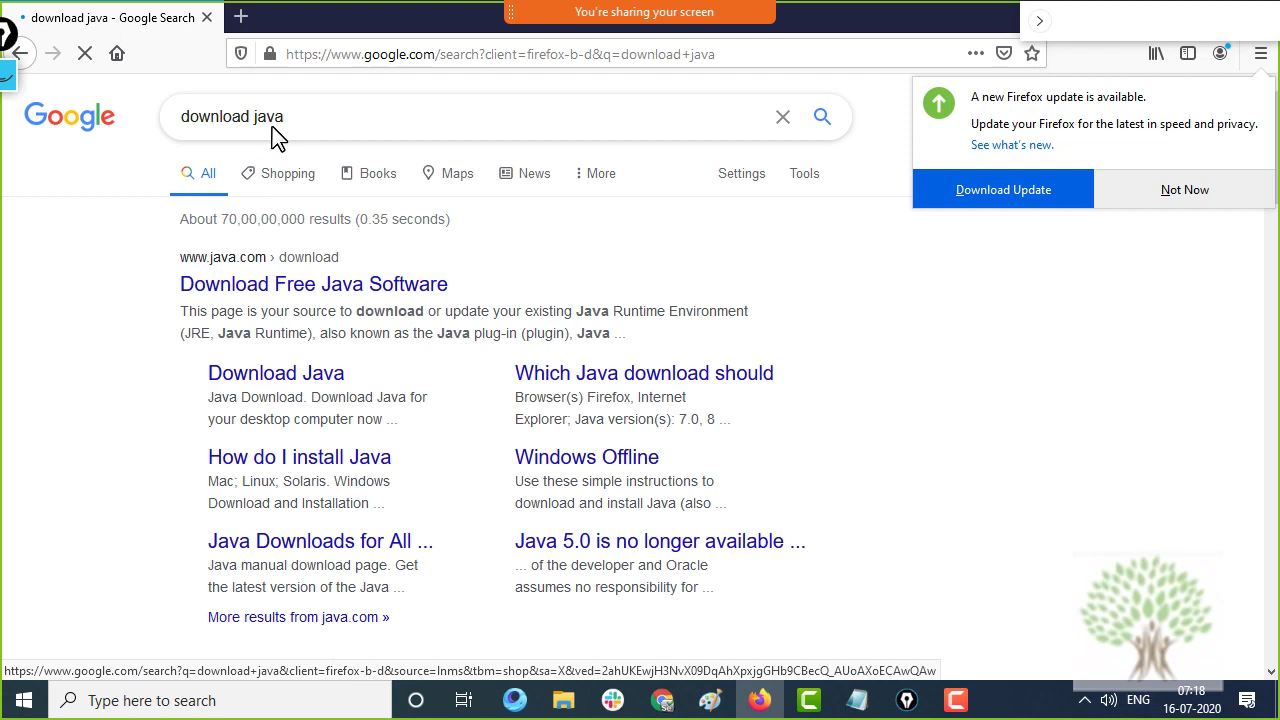 download java - Google Search
You're sharing your screen
https://www.google.com/search?client=firefox-b-d&q=download+java
Google
download java
A new Firefox update is available.
Update your Firefox for the latest in speed and privacy.
See what's new.
Download Update
Not Now
All
Shopping
Books
Maps
News
More
Settings
Tools
About 70,00,00,000 results (0.35 seconds)
www.java.com › download
Download Free Java Software
This page is your source to download or update your existing Java Runtime Environment
(JRE, Java Runtime), also known as the Java plug-in (plugin), Java ...
Download Java
Java Download. Download Java for
your desktop computer now ...
Which Java download should
Browser(s) Firefox, Internet
Explorer; Java version(s): 7.0, 8 ...
How do I install Java
Mac; Linux; Solaris. Windows
Download and Installation ...
Windows Offline
Use these simple instructions to
download and install Java (also ...
Java Downloads for All ...
Java manual download page. Get
the latest version of the Java ...
Java 5.0 is no longer available ...
... of the developer and Oracle
assumes no responsibility for ...
More results from java.com »
https://www.google.com/search?q=download+java&client=firefox-b-d&source=lnms&tbm=shop&sa=X&ved=2ahUKEwjH3NvX09DqAhXpxjgGHb9CBecQ_AUoAXoECAwQAw
Type here to search
ENG
07:18
16-07-2020